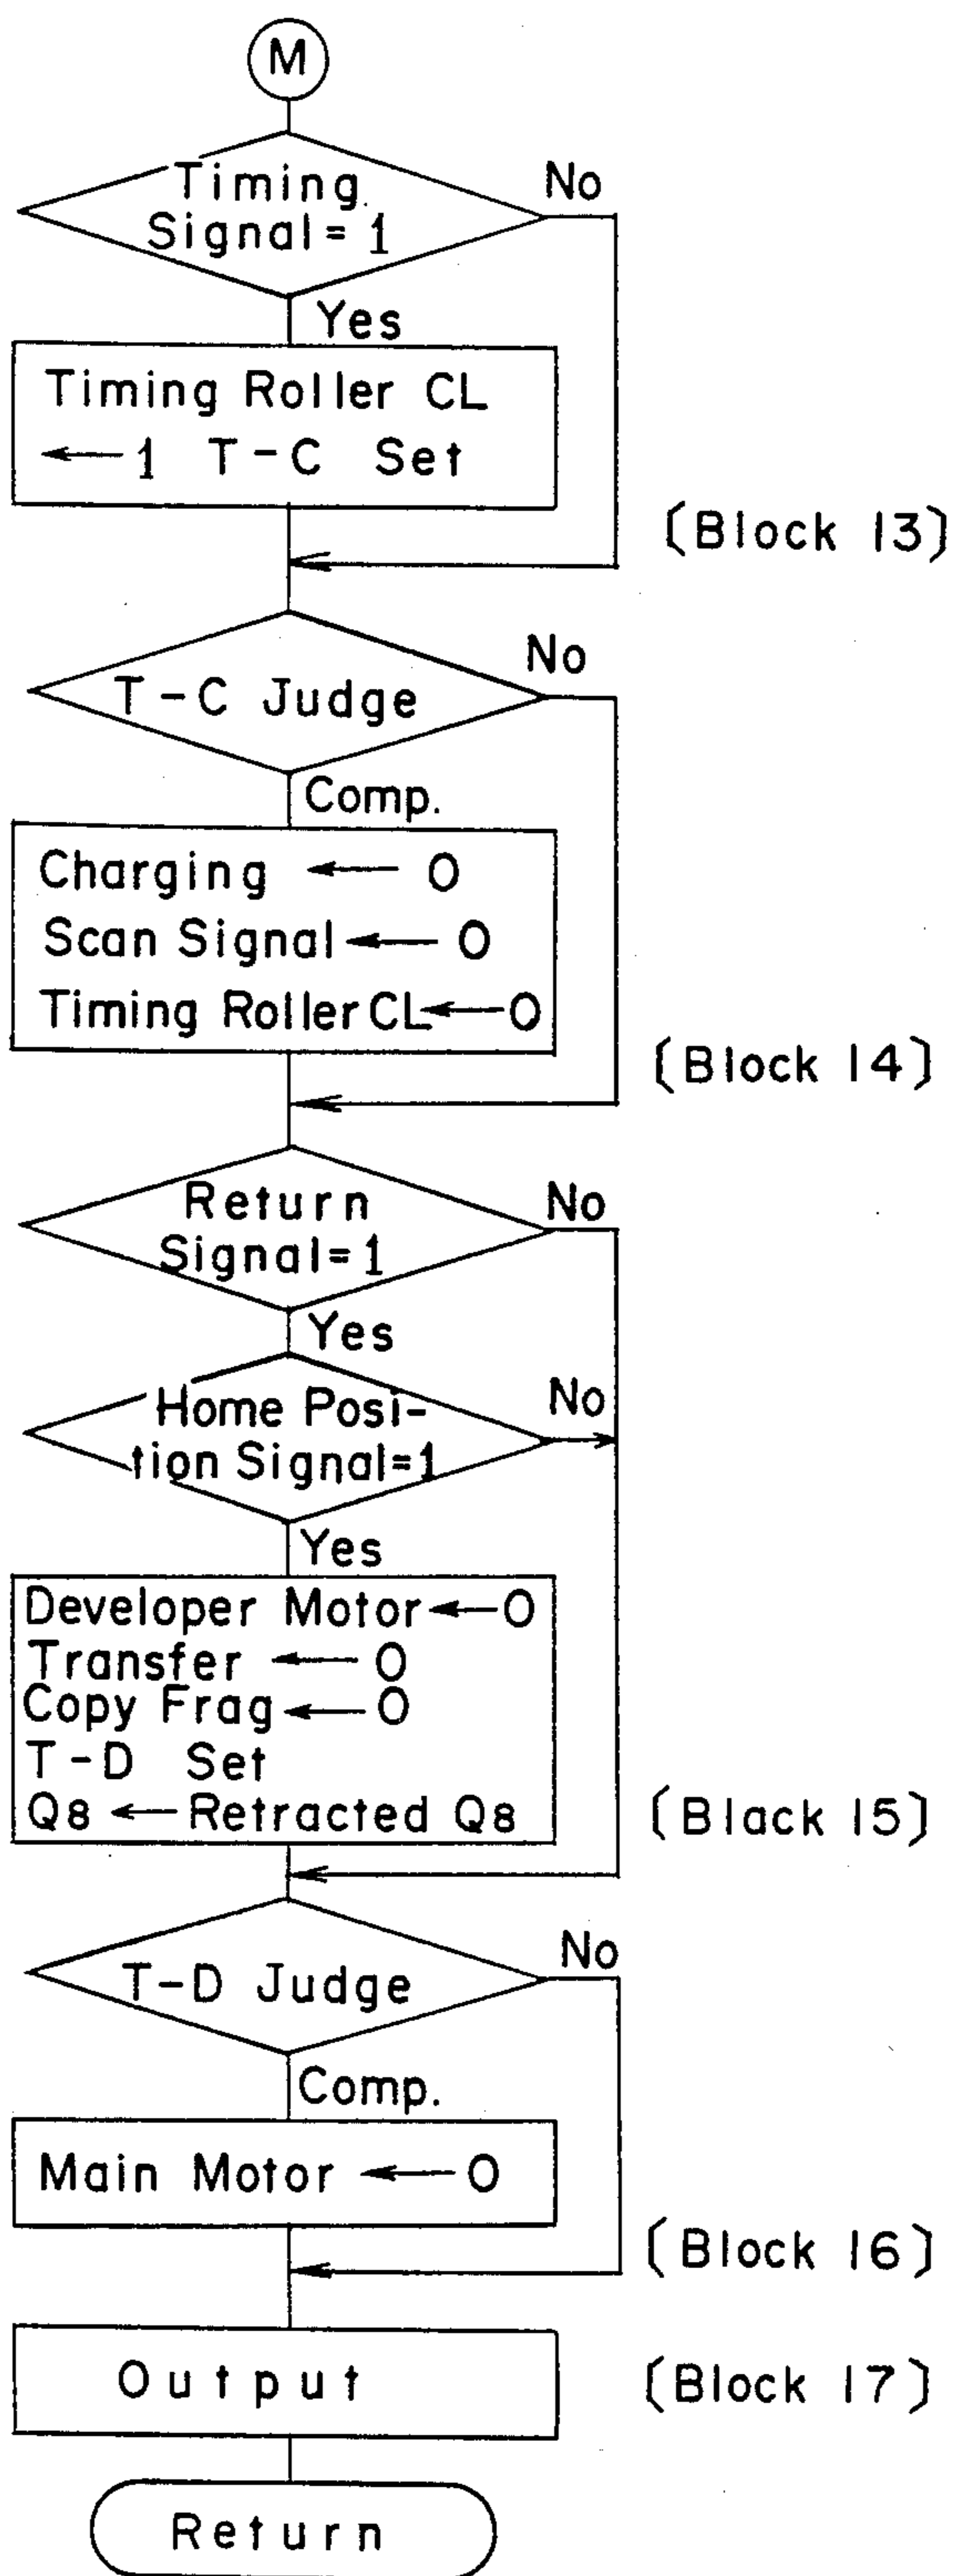 M
Timing
Signal=1
No
Yes
Timing Roller CL
←1 T-C Set
(Block 13)
T-C Judge
No
Comp.
Charging ← 0
Scan Signal ← 0
Timing Roller CL ← 0
(Block 14)
Return
Signal=1
No
Yes
Home Posi-
tion Signal=1
No
Yes
Developer Motor ← 0
Transfer ← 0
Copy Frag ← 0
T-D Set
Q8 ← Retracted Q8
(Black 15)
T-D Judge
No
Comp.
Main Motor ← 0
(Block 16)
Output
(Block 17)
Return